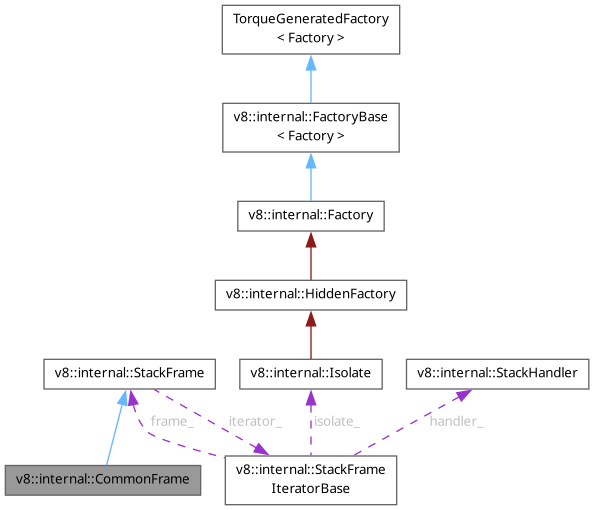 TorqueGeneratedFactory
< Factory >
v8::internal::FactoryBase
< Factory >
v8::internal::Factory
v8::internal::HiddenFactory
v8::internal::StackFrame
v8::internal::Isolate
v8::internal::StackHandler
frame_
iterator_
isolate_
handler_
v8::internal::CommonFrame
v8::internal::StackFrame
IteratorBase